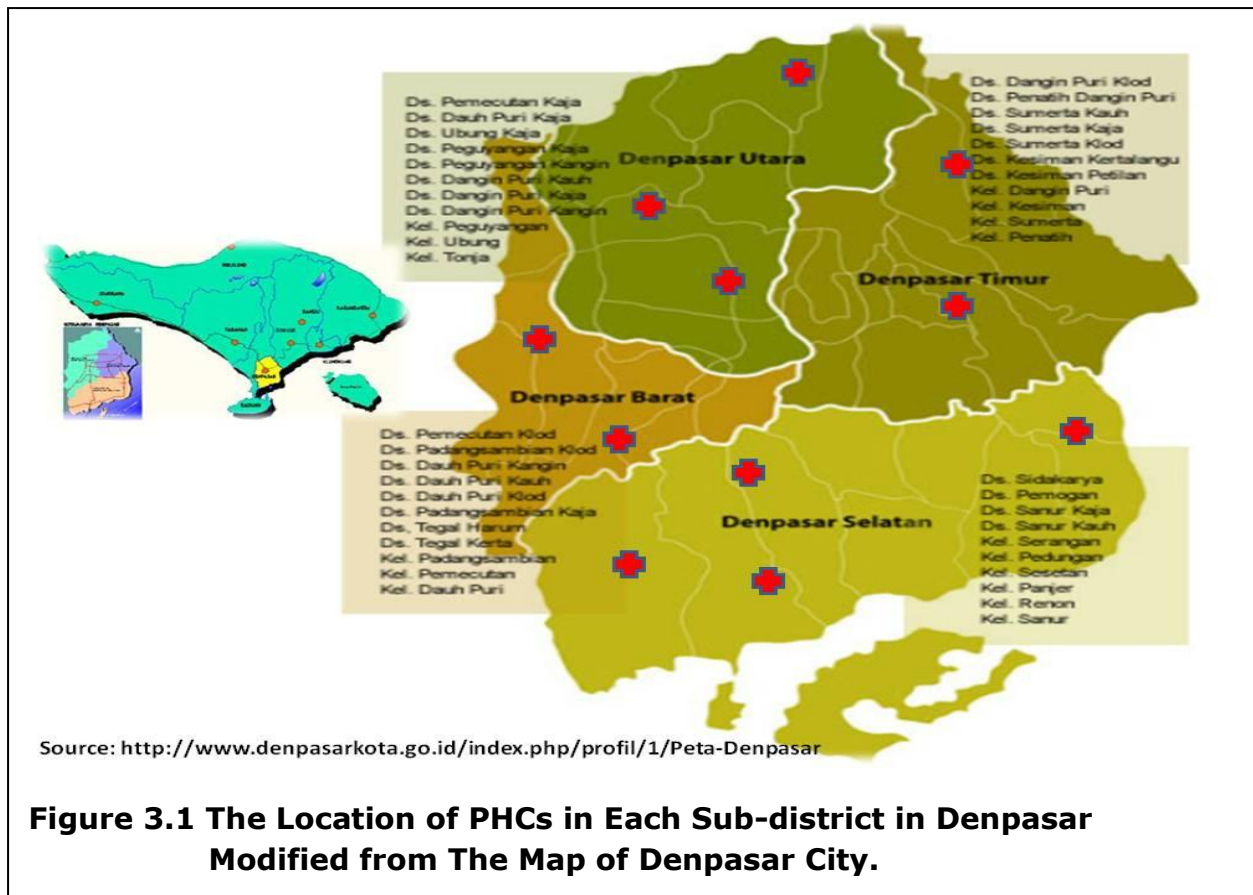 Ds. Pemecutan Kaja
Ds. Dauh Puri Kaja
Ds. Ubung Kaja
Ds. Peguyangan Kaja
Ds. Peguyangan Kangin
Ds. Dangin Puri Kauh
Ds. Dangin Puri Kaja
Ds. Dangin Puri Kangin
Kel. Peguyangan
Kel. Ubung
Kel. Tonja
Ds. Dangin Puri Klod
Ds. Penatih Dangin Puri
Ds. Sumerta Kauh
Ds. Sumerta Kaja
Ds. Sumerta Klod
Ds. Kesiman Kertalangu
Ds. Kesiman Petilan
Kel. Dangin Puri
Kel. Kesiman
Kel. Sumerta
Kel. Penatih
Denpasar Utara
Denpasar Timur
Denpasar Barat
Denpasar Selatan
Ds. Pemecutan Klod
Ds. Padangsambian Klod
Ds. Dauh Puri Kangin
Ds. Dauh Puri Kauh
Ds. Dauh Puri Klod
Ds. Padangsambian Kaja
Ds, Tegal Harum
Ds. Tegal Kerta
Kel. Padangsambian
Kel. Pemecutan
Kel. Dauh Puri
Ds. Sidakarya
Ds. Pemogan
Ds. Sanur Kaja
Ds. Sanur Kauh
Kel. Serangan
Kel. Pedungan
Kel. Sesetan
Kel. Panjer
Kel. Renon
Kel. Sanur
Source: http://www.denpasarkota.go.id/index.php/profil/1/Peta-Denpasar
Figure 3.1 The Location of PHCs in Each Sub-district in Denpasar
Modified from The Map of Denpasar City.